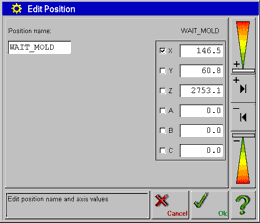 Edit Position
Position name:
WAIT_MOLD
WAIT_MOLD
X 146.5
Y 60.8
Z 2753.1
A 0.0
B 0.0
C 0.0
+
+
−
−
Edit position name and axis values
Cancel
Ok
?